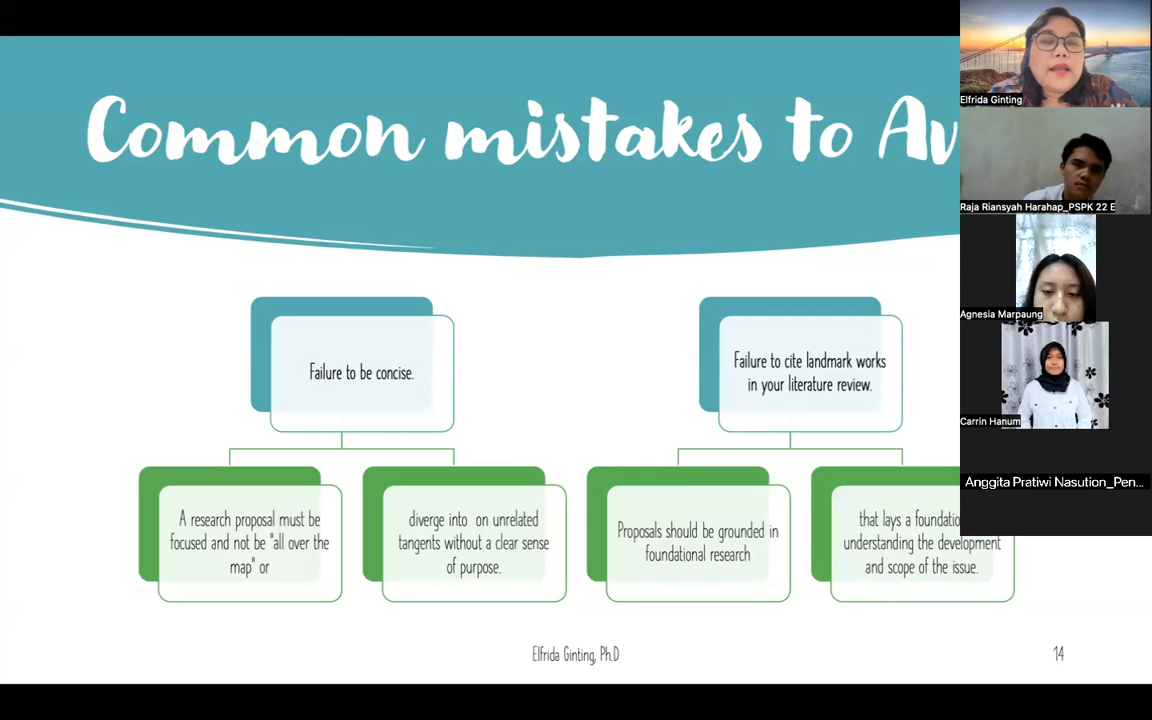 Common mistakes to Av
Failure to be concise.
A research proposal must be
focused and not be "all over the
map" or
diverge into on unrelated
tangents without a clear sense
of purpose.
Failure to cite landmark works
in your literature review.
Proposals should be grounded in
foundational research
that lays a foundatio
understanding the development
and scope of the issue.
Elfrida Ginting, Ph.D
14
Elfrida Ginting
Raja Riansyah Harahap_PSPK 22 E
Agnesia Marpaung
Carrin Hanum
Anggita Pratiwi Nasution_Pen...